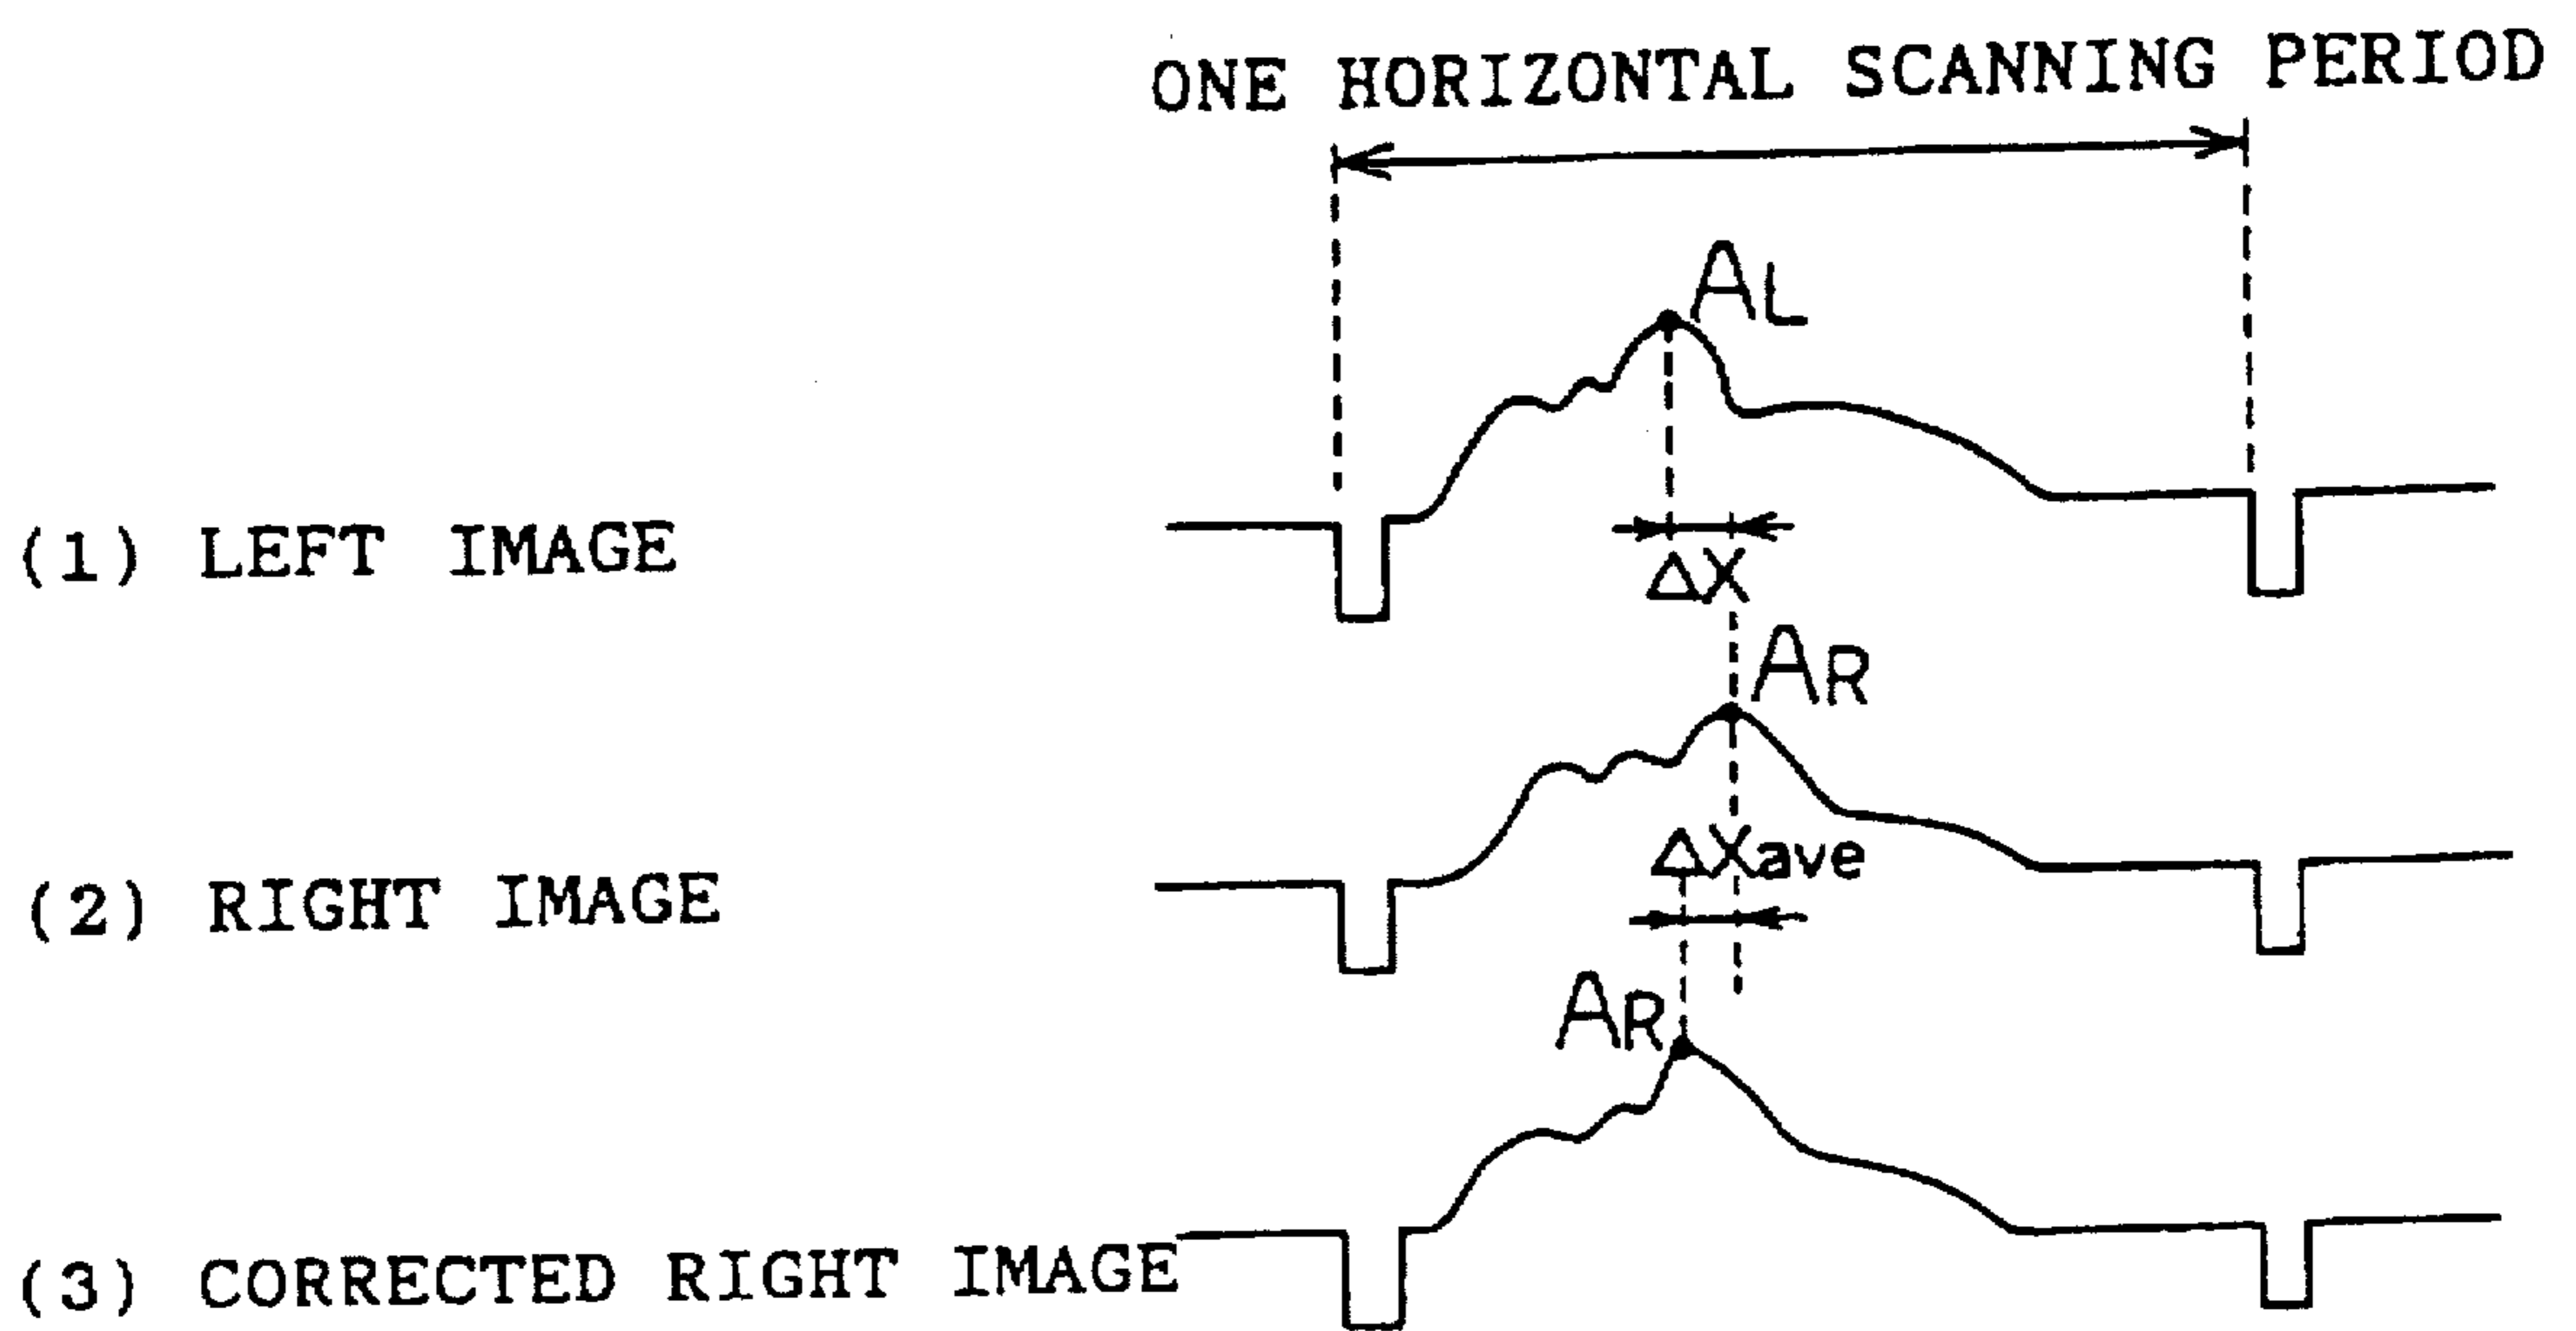 ONE HORIZONTAL SCANNING PERIOD
AL
(1) LEFT IMAGE
ΔX
AR
ΔXave
(2) RIGHT IMAGE
AR
(3) CORRECTED RIGHT IMAGE